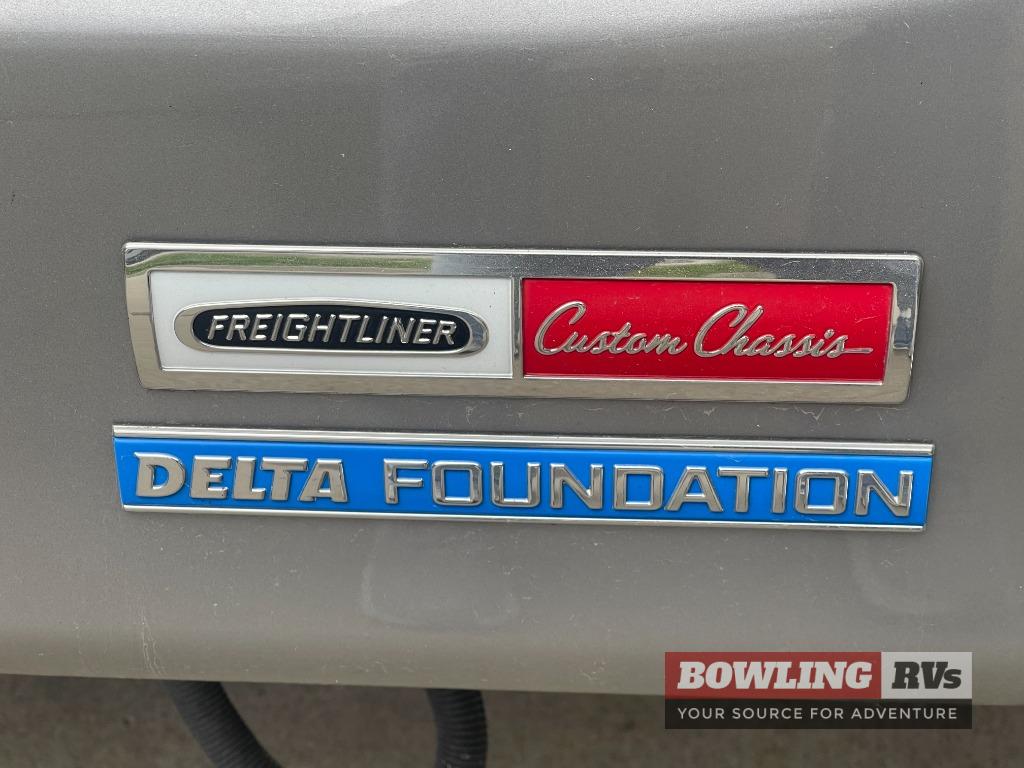 FREIGHTLINER Custom Chassis
DELTA FOUNDATION
BOWLING RVs
YOUR SOURCE FOR ADVENTURE